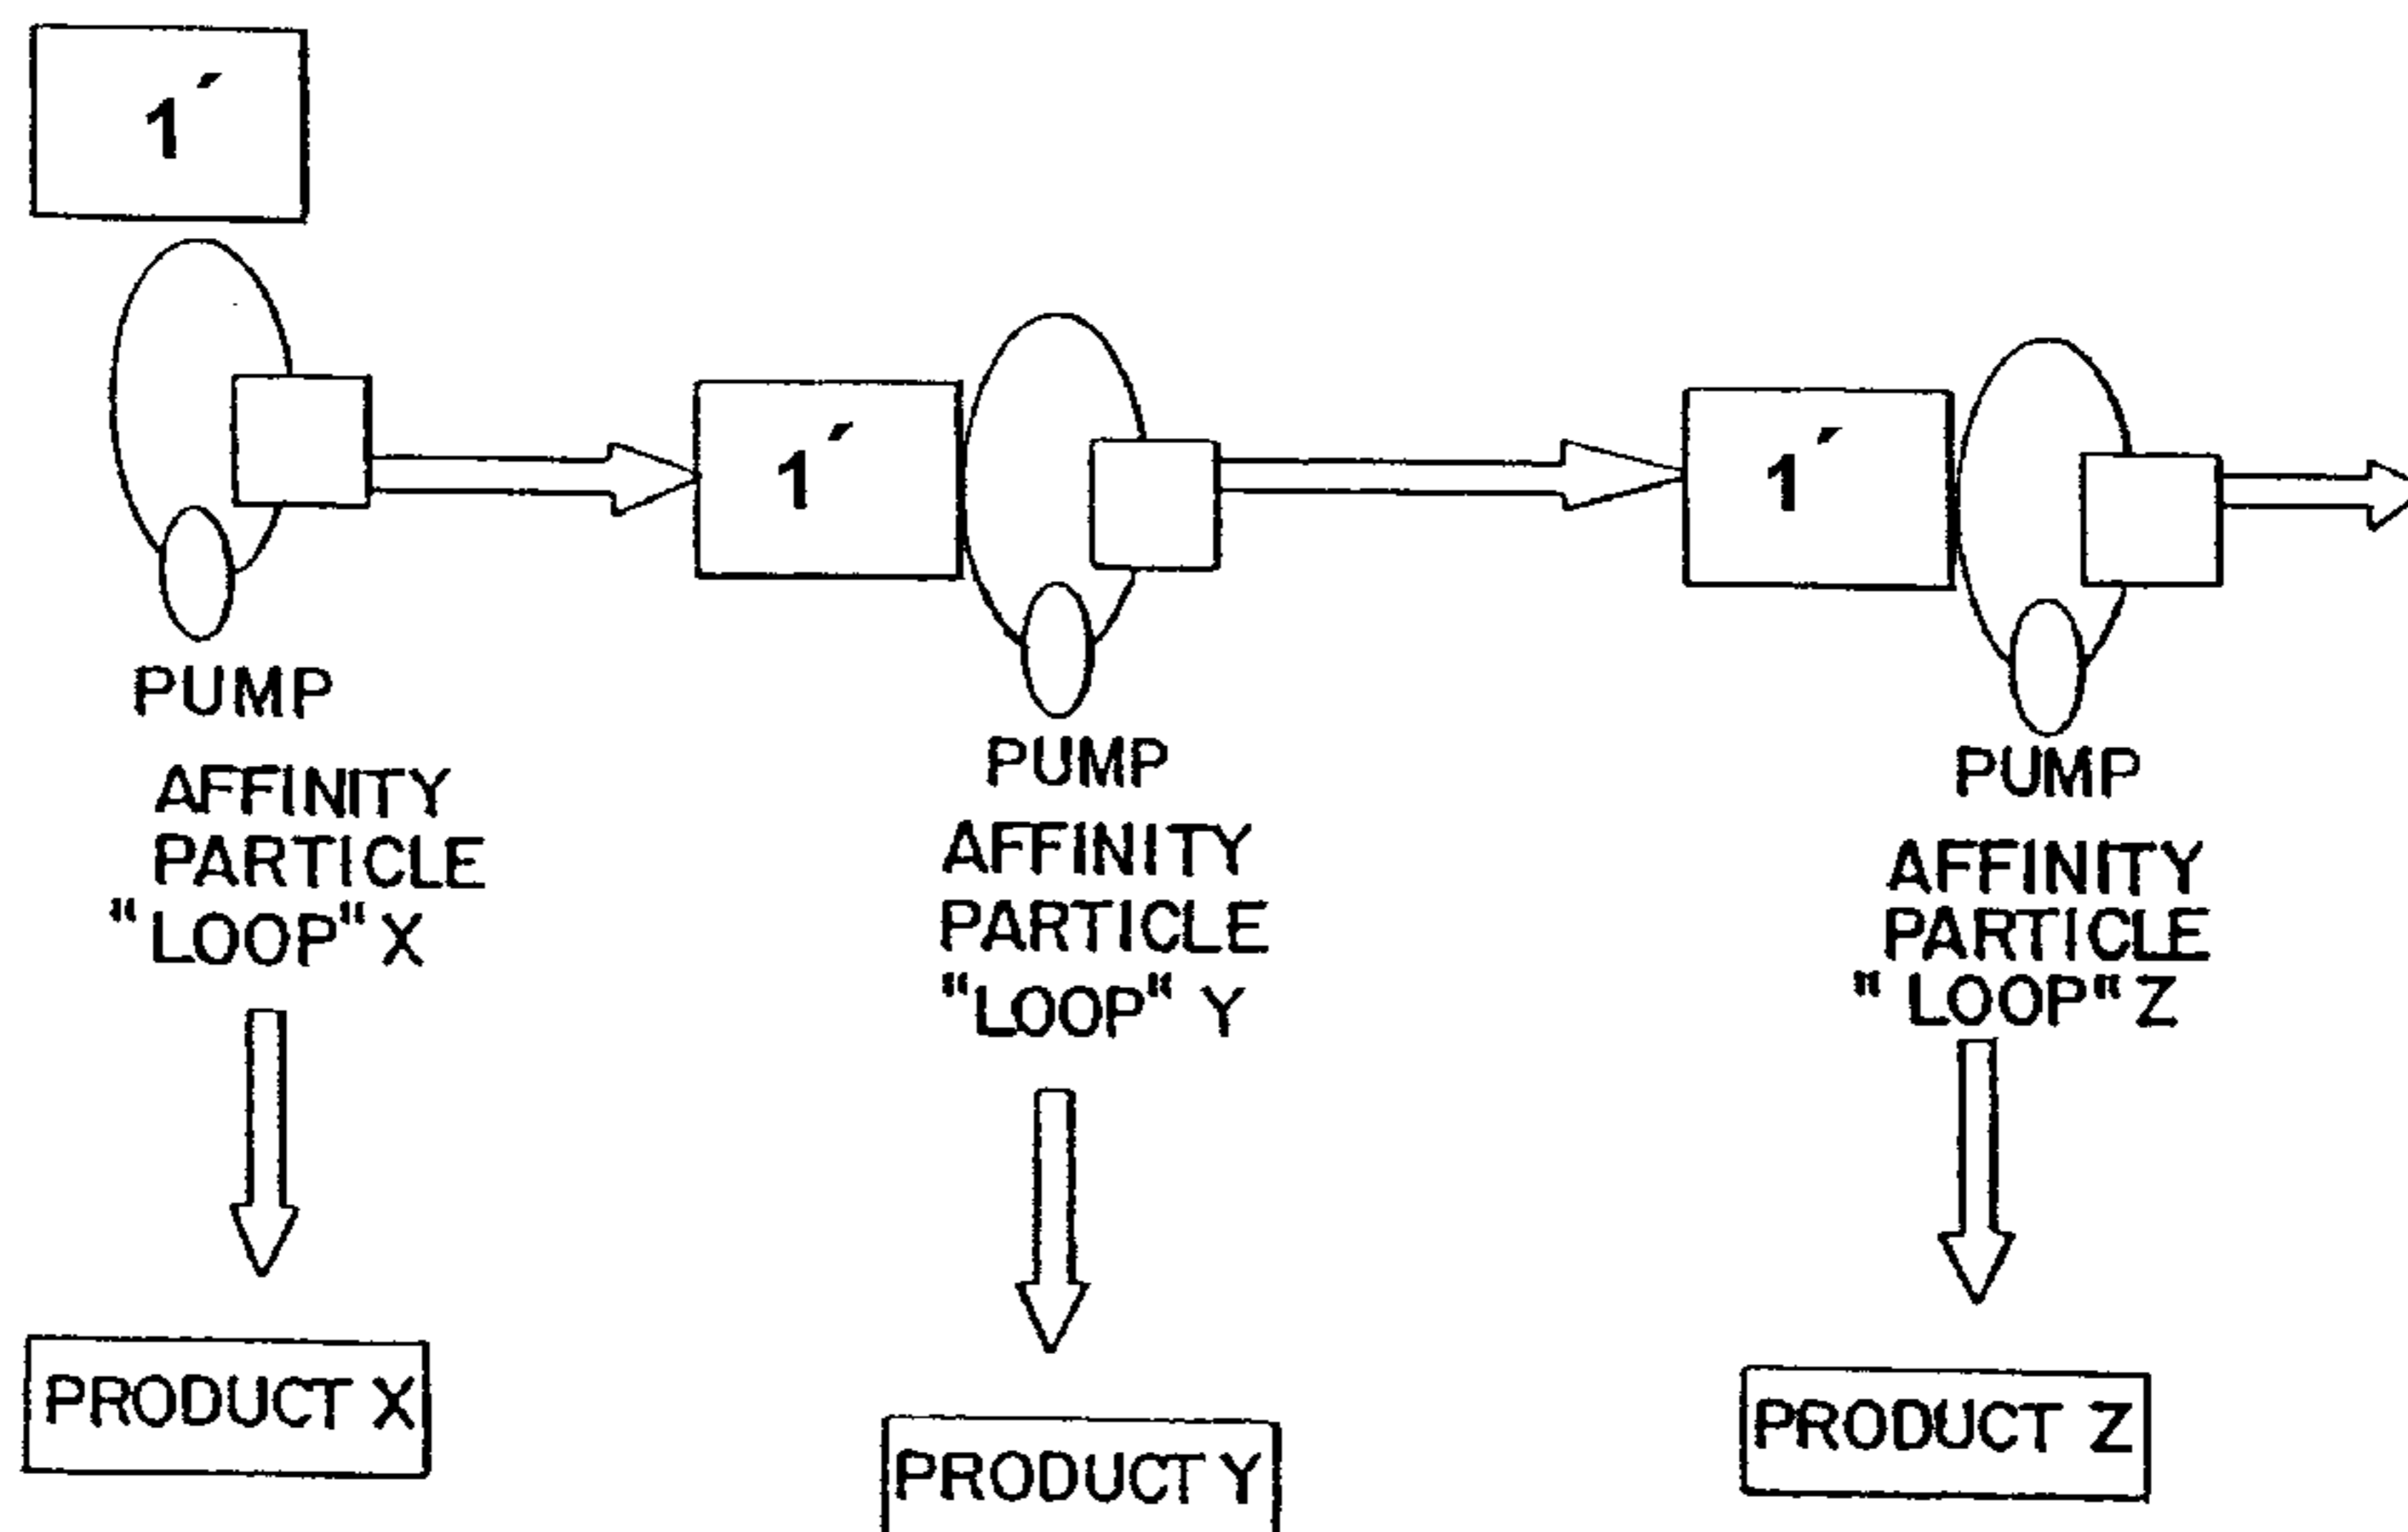 1´
1´
1´
PUMP
AFFINITY
PARTICLE
"LOOP" X
PUMP
AFFINITY
PARTICLE
"LOOP" Y
PUMP
AFFINITY
PARTICLE
"LOOP" Z
PRODUCT X
PRODUCT Y
PRODUCT Z